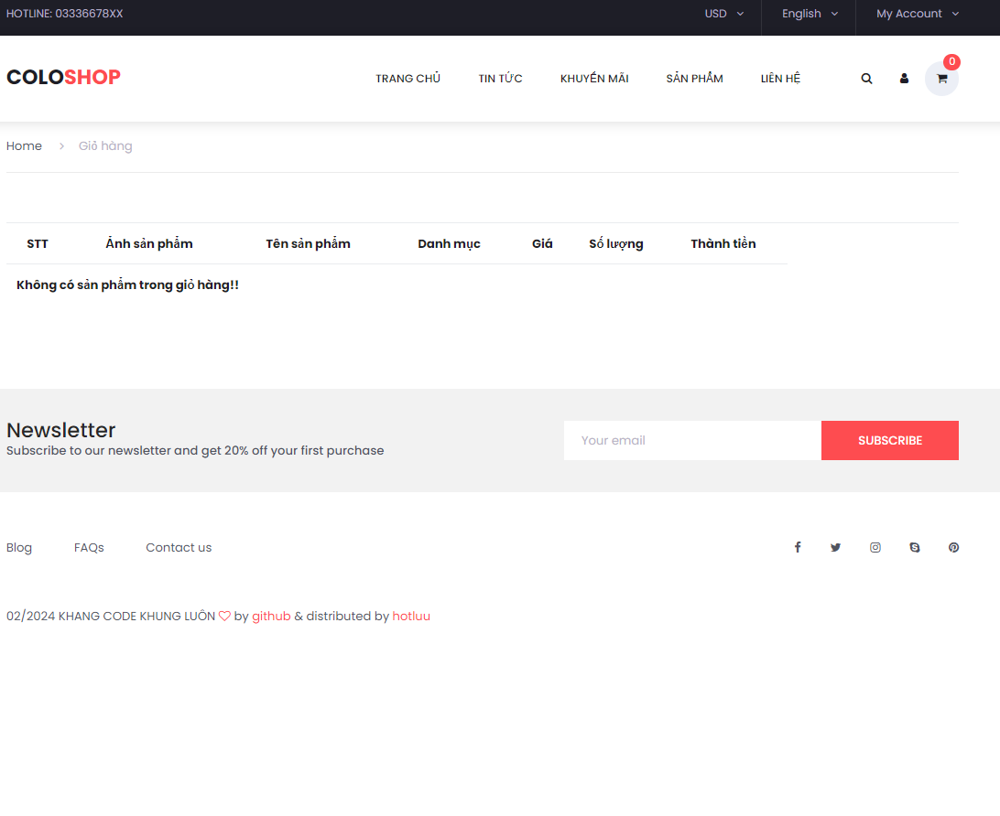 HOTLINE: 03336678XX USD English My Account
COLOSHOP TRANG CHỦ TIN TỨC KHUYẾN MÃI SẢN PHẨM LIÊN HỆ 0
Home > Giỏ hàng
STT Ảnh sản phẩm Tên sản phẩm Danh mục Giá Số lượng Thành tiền
Không có sản phẩm trong giỏ hàng!!
Newsletter
Subscribe to our newsletter and get 20% off your first purchase
Your email SUBSCRIBE
Blog FAQs Contact us
02/2024 KHANG CODE KHUNG LUÔN ♡ by github & distributed by hotluu